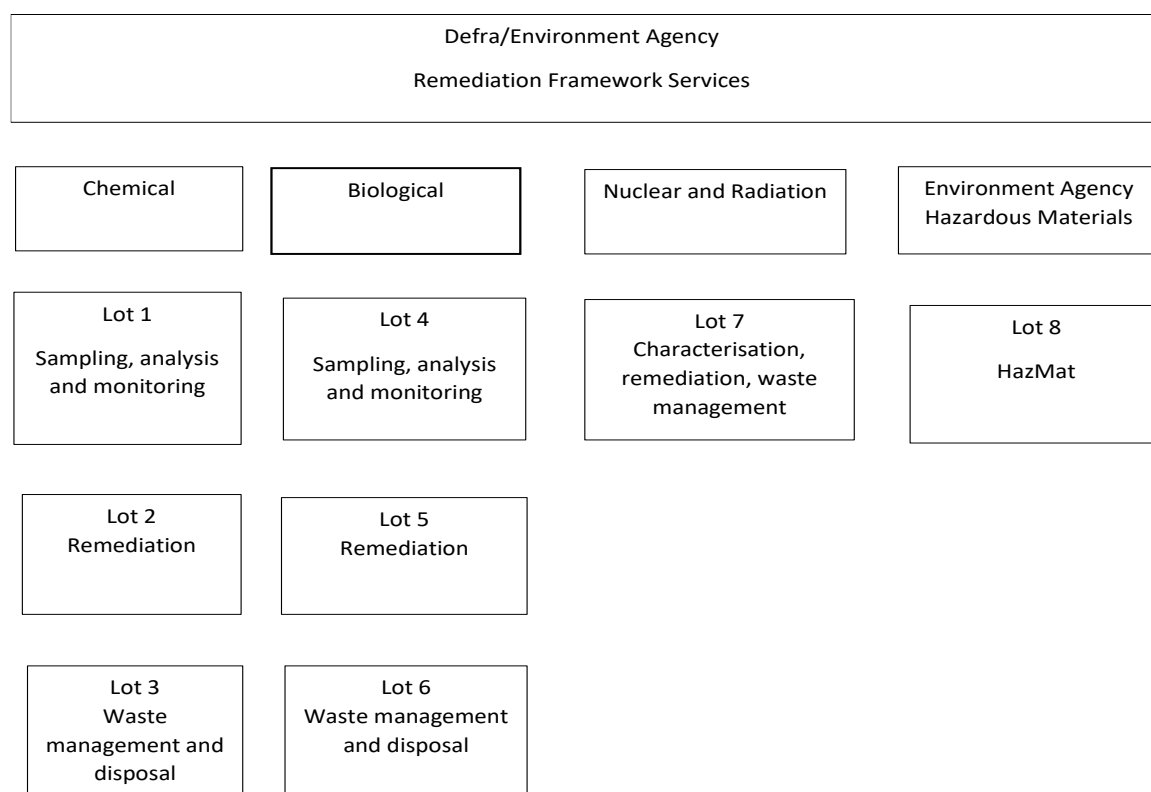 Defra/Environment Agency
Remediation Framework Services
Chemical
Biological
Nuclear and Radiation
Environment Agency
Hazardous Materials
Lot 1
Sampling, analysis
and monitoring
Lot 4
Sampling, analysis
and monitoring
Lot 7
Characterisation,
remediation, waste
management
Lot 8
HazMat
Lot 2
Remediation
Lot 5
Remediation
Lot 3
Waste
management and
disposal
Lot 6
Waste management
and disposal